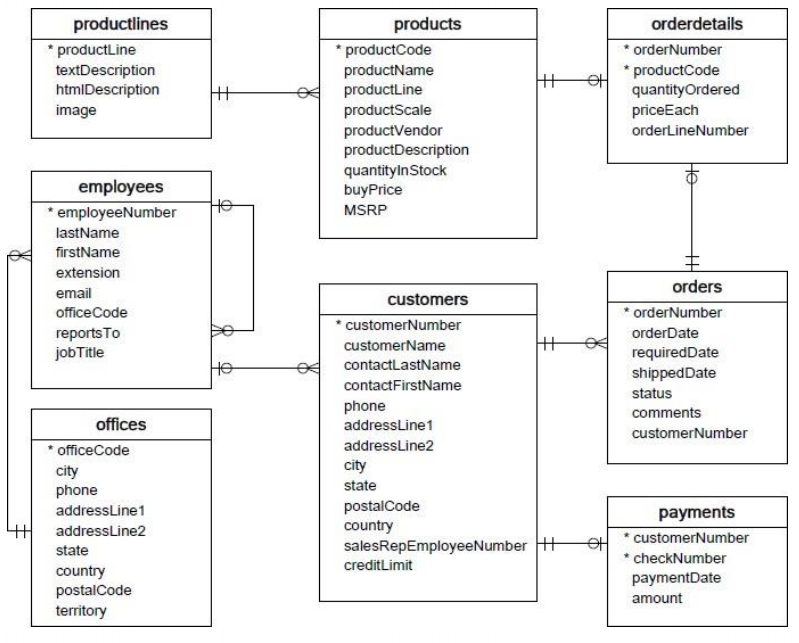 productlines
* productLine
textDescription
htmlDescription
image
products
* productCode
productName
productLine
productScale
productVendor
productDescription
quantityInStock
buyPrice
MSRP
orderdetails
* orderNumber
* productCode
quantityOrdered
priceEach
orderLineNumber
employees
* employeeNumber
lastName
firstName
extension
email
officeCode
reportsTo
jobTitle
customers
* customerNumber
customerName
contactLastName
contactFirstName
phone
addressLine1
addressLine2
city
state
postalCode
country
salesRepEmployeeNumber
creditLimit
orders
* orderNumber
orderDate
requiredDate
shippedDate
status
comments
customerNumber
offices
* officeCode
city
phone
addressLine1
addressLine2
state
country
postalCode
territory
payments
* customerNumber
* checkNumber
paymentDate
amount